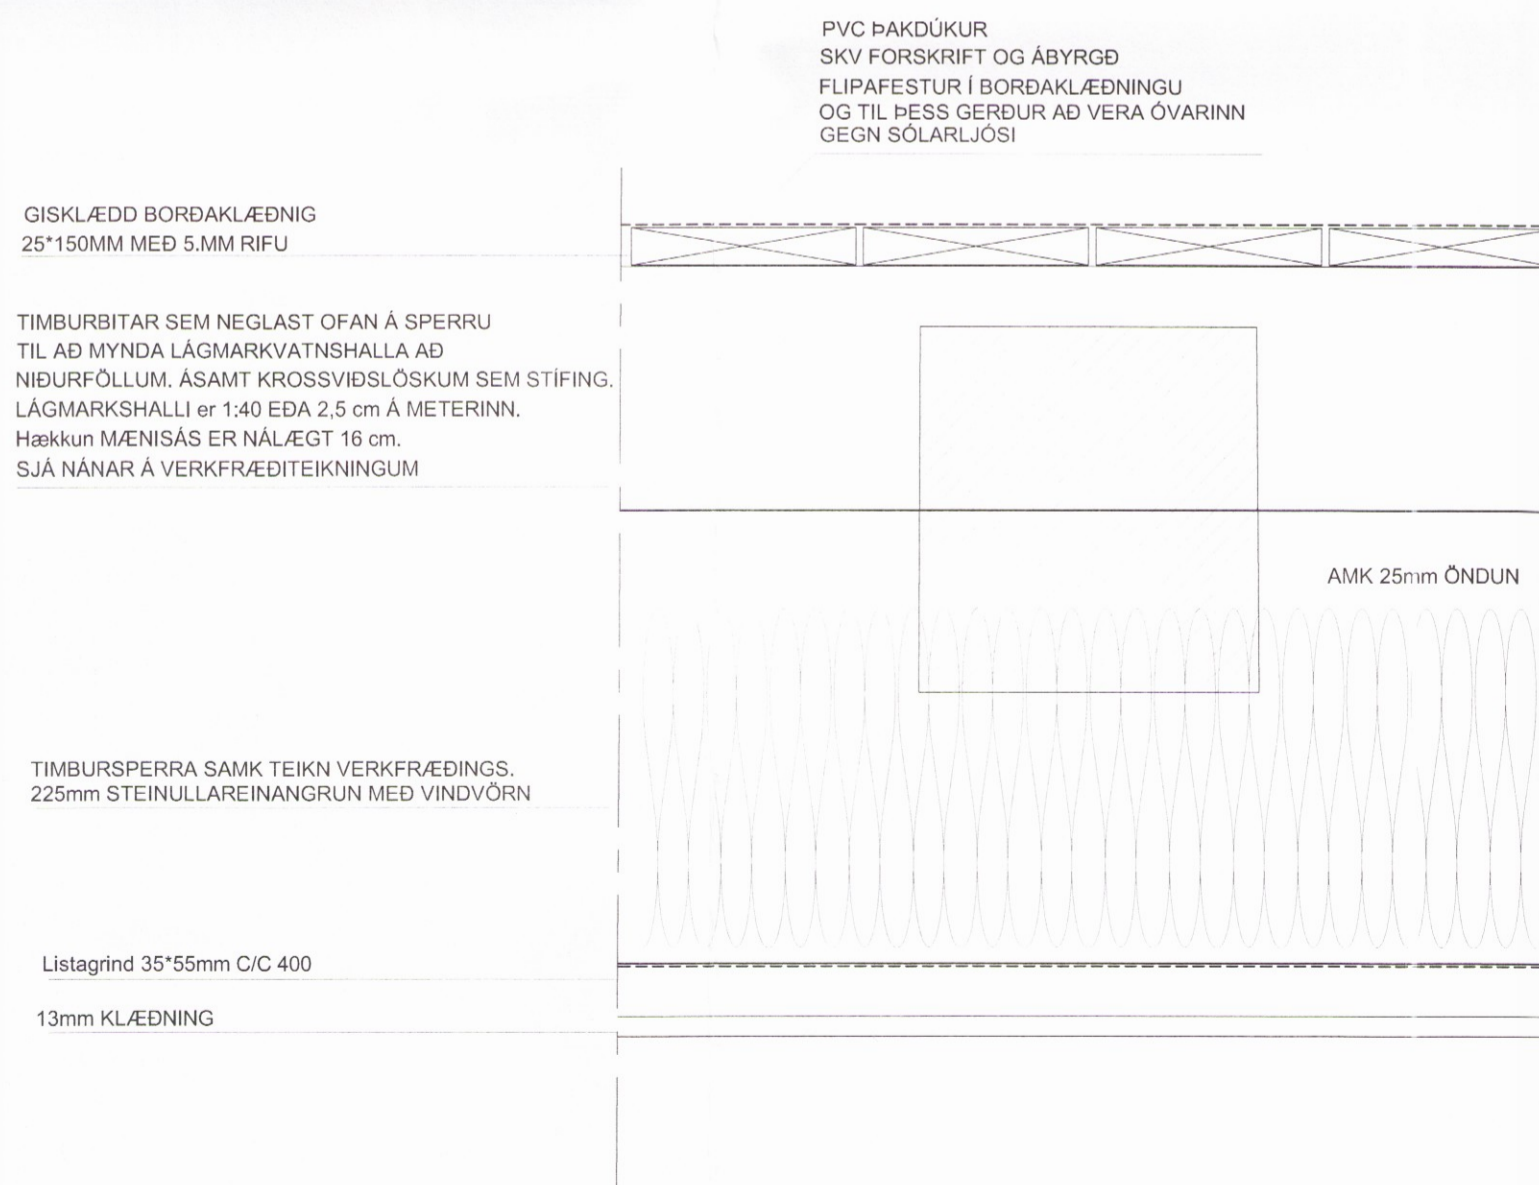 PVC ÞAKDÚKUR
SKV FORSKRIFT OG ÁBYRGÐ
FLIPAFESTUR Í BORÐAKLÆÐNINGU
OG TIL ÞESS GERÐUR AÐ VERA ÓVARINN
GEGN SÓLARLJÓSI
GISKLÆDD BORÐAKLÆÐNIG
25*150MM MEÐ 5.MM RIFU
TIMBURBITAR SEM NEGLAST OFAN Á SPERRU
TIL AÐ MYNDA LÁGMARKVATNSHALLA AÐ
NIÐURFÖLLUM. ÁSAMT KROSSVIÐSLÖSKUM SEM STÍFING.
LÁGMARKSHALLI er 1:40 EÐA 2,5 cm Á METERINN.
Hækkun MÆNISÁS ER NÁLÆGT 16 cm.
SJÁ NÁNAR Á VERKFRÆÐITEIKNINGUM
AMK 25mm ÖNDUN
TIMBURSPERRA SAMK TEIKN VERKFRÆÐINGS.
225mm STEINULLAREINANGRUN MEÐ VINDVÖRN
Listagrind 35*55mm C/C 400
13mm KLÆÐNING